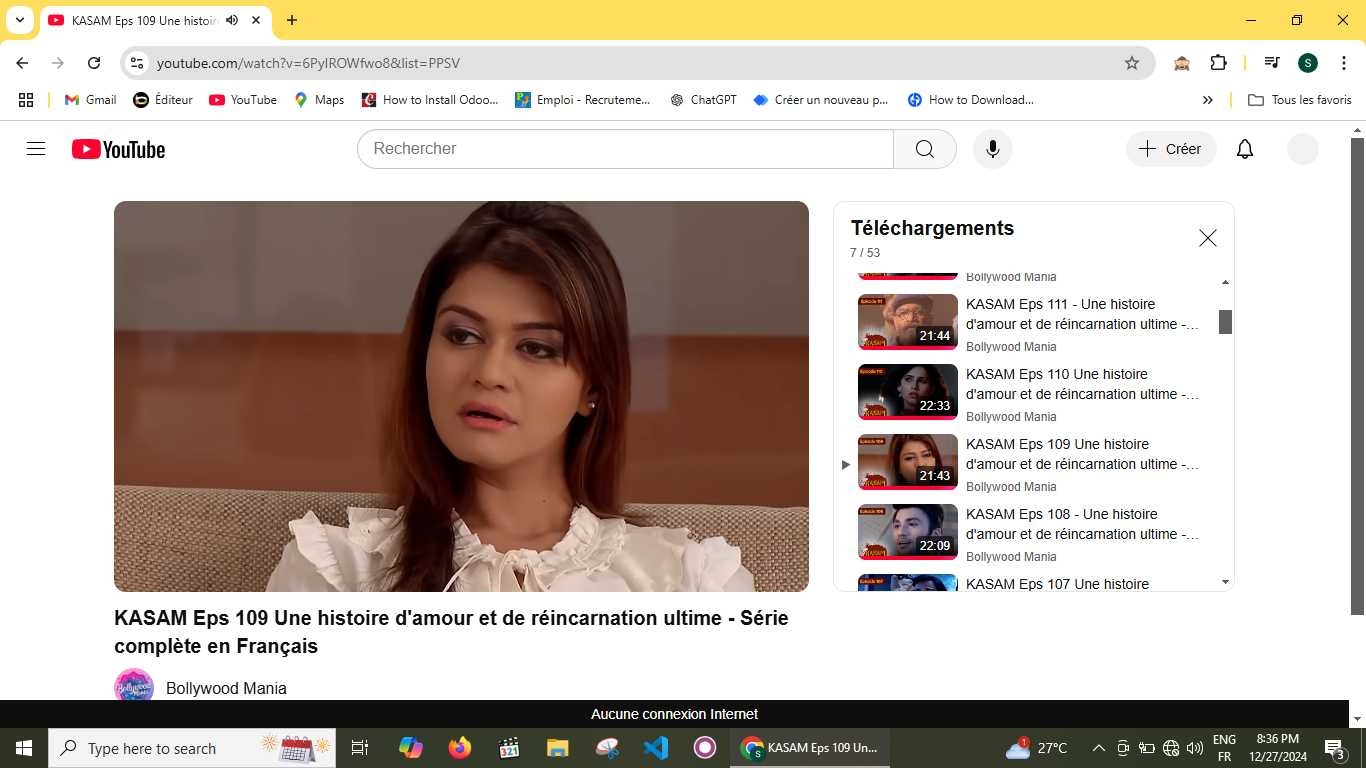 KASAM Eps 109 Une histoir
youtube.com/watch?v=6PylROWfwo8&list=PPSV
S
Gmail
Éditeur
YouTube
Maps
How to Install Odoo...
Emploi - Recruteme...
ChatGPT
Créer un nouveau p...
How to Download...
Tous les favoris
YouTube
Rechercher
Créer
Téléchargements
7 / 53
Bollywood Mania
KASAM Eps 111 - Une histoire
d'amour et de réincarnation ultime -...
Bollywood Mania
21:44
KASAM Eps 110 Une histoire
d'amour et de réincarnation ultime -...
Bollywood Mania
22:33
KASAM Eps 109 Une histoire
d'amour et de réincarnation ultime -...
Bollywood Mania
21:43
KASAM Eps 108 - Une histoire
d'amour et de réincarnation ultime -...
Bollywood Mania
22:09
KASAM Eps 107 Une histoire
KASAM Eps 109 Une histoire d'amour et de réincarnation ultime - Série
complète en Français
Bollywood Mania
Aucune connexion Internet
Type here to search
KASAM Eps 109 Un...
27°C
ENG
FR
8:36 PM
12/27/2024
3